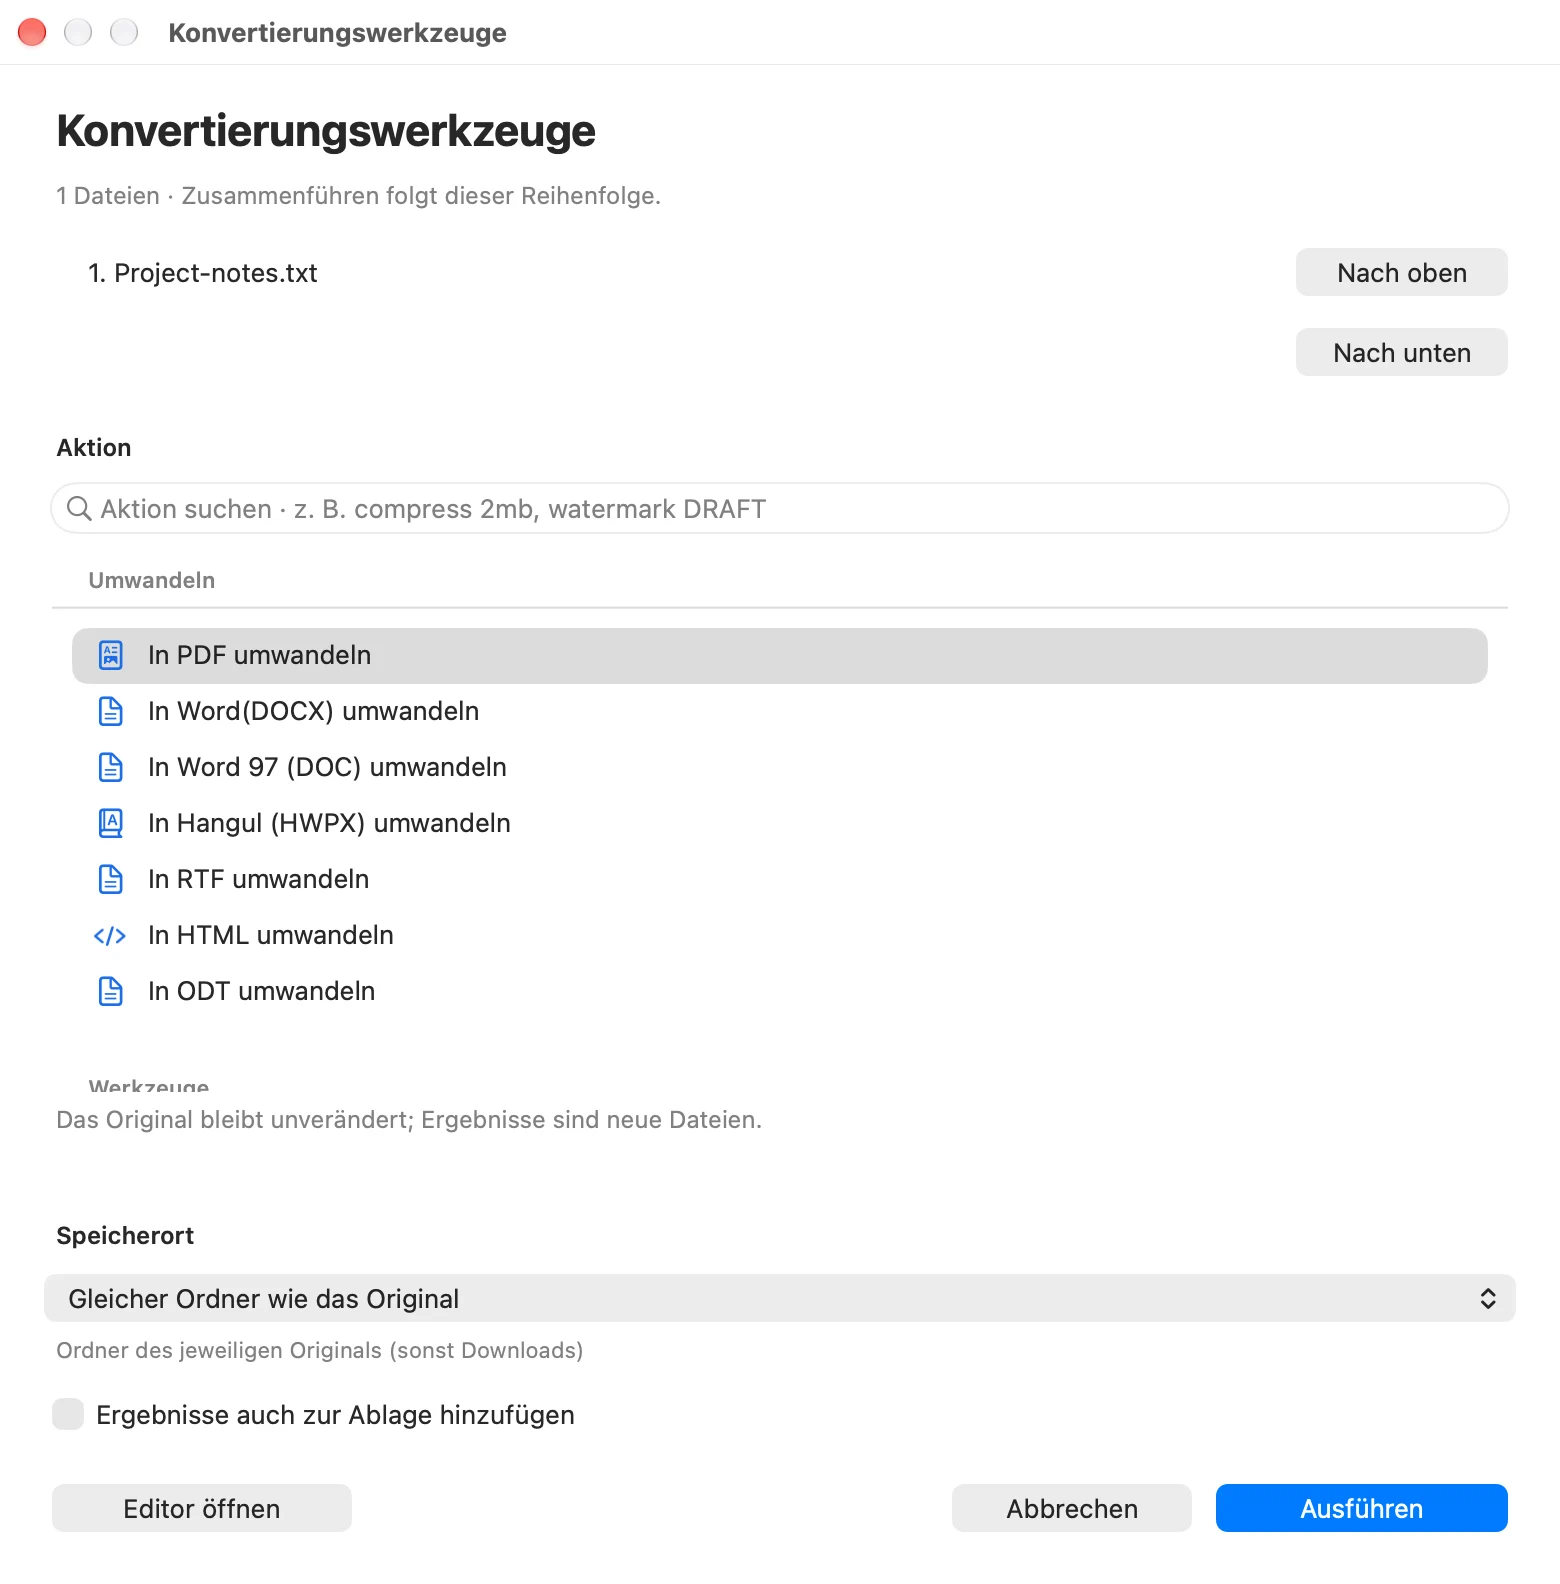 Konvertierungswerkzeuge
Konvertierungswerkzeuge
1 Dateien · Zusammenführen folgt dieser Reihenfolge.
1. Project-notes.txt
Nach oben
Nach unten
Aktion
Aktion suchen · z. B. compress 2mb, watermark DRAFT
Umwandeln
In PDF umwandeln
In Word(DOCX) umwandeln
In Word 97 (DOC) umwandeln
In Hangul (HWPX) umwandeln
In RTF umwandeln
In HTML umwandeln
In ODT umwandeln
Werkzeuge
Das Original bleibt unverändert; Ergebnisse sind neue Dateien.
Speicherort
Gleicher Ordner wie das Original
Ordner des jeweiligen Originals (sonst Downloads)
Ergebnisse auch zur Ablage hinzufügen
Editor öffnen
Abbrechen
Ausführen